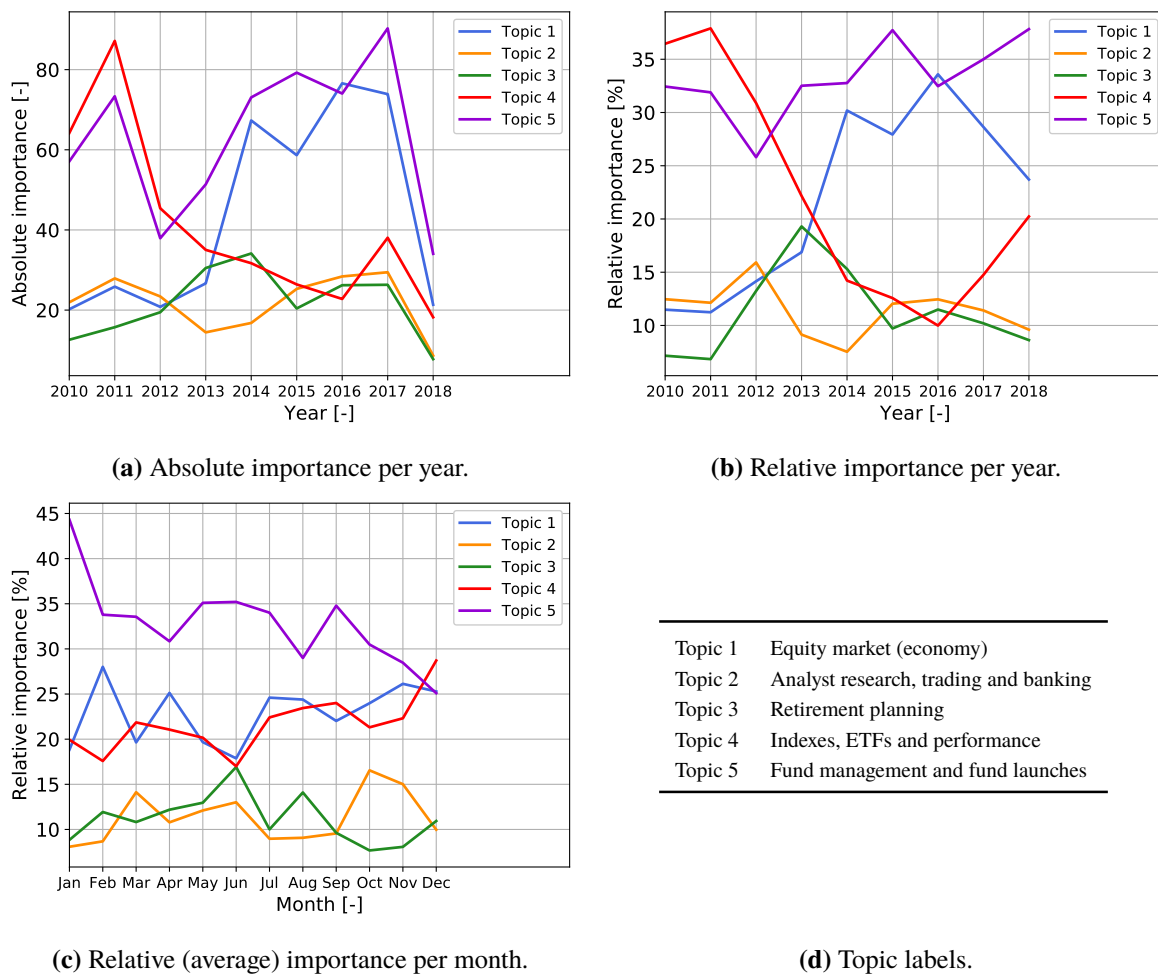 Absolute importance [-]
80
60
40
20
2010 2011 2012 2013 2014 2015 2016 2017 2018
Year [-]
Topic 1
Topic 2
Topic 3
Topic 4
Topic 5
(a) Absolute importance per year.
Relative importance [%]
35
30
25
20
15
10
2010 2011 2012 2013 2014 2015 2016 2017 2018
Year [-]
Topic 1
Topic 2
Topic 3
Topic 4
Topic 5
(b) Relative importance per year.
Relative importance [%]
45
40
35
30
25
20
15
10
Jan Feb Mar Apr May Jun Jul Aug Sep Oct Nov Dec
Month [-]
Topic 1
Topic 2
Topic 3
Topic 4
Topic 5
(c) Relative (average) importance per month.
Topic 1 Equity market (economy)
Topic 2 Analyst research, trading and banking
Topic 3 Retirement planning
Topic 4 Indexes, ETFs and performance
Topic 5 Fund management and fund launches
(d) Topic labels.